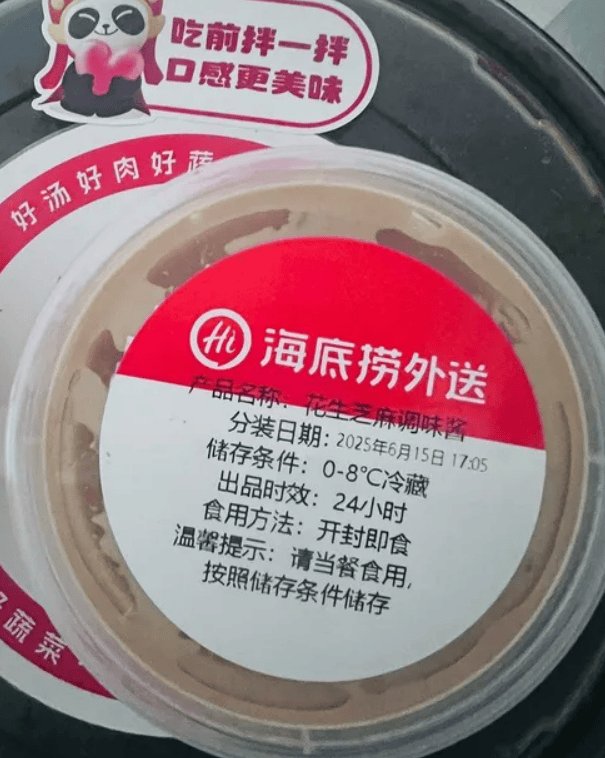 吃前拌一拌
口感更美味
好汤好肉好蔬
Hi 海底捞外送
产品名称：花生芝麻调味酱
分装日期：2025年6月15日 17:05
储存条件：0-8℃冷藏
出品时效：24小时
食用方法：开封即食
温馨提示：请当餐食用,
按照储存条件储存
蔬菜